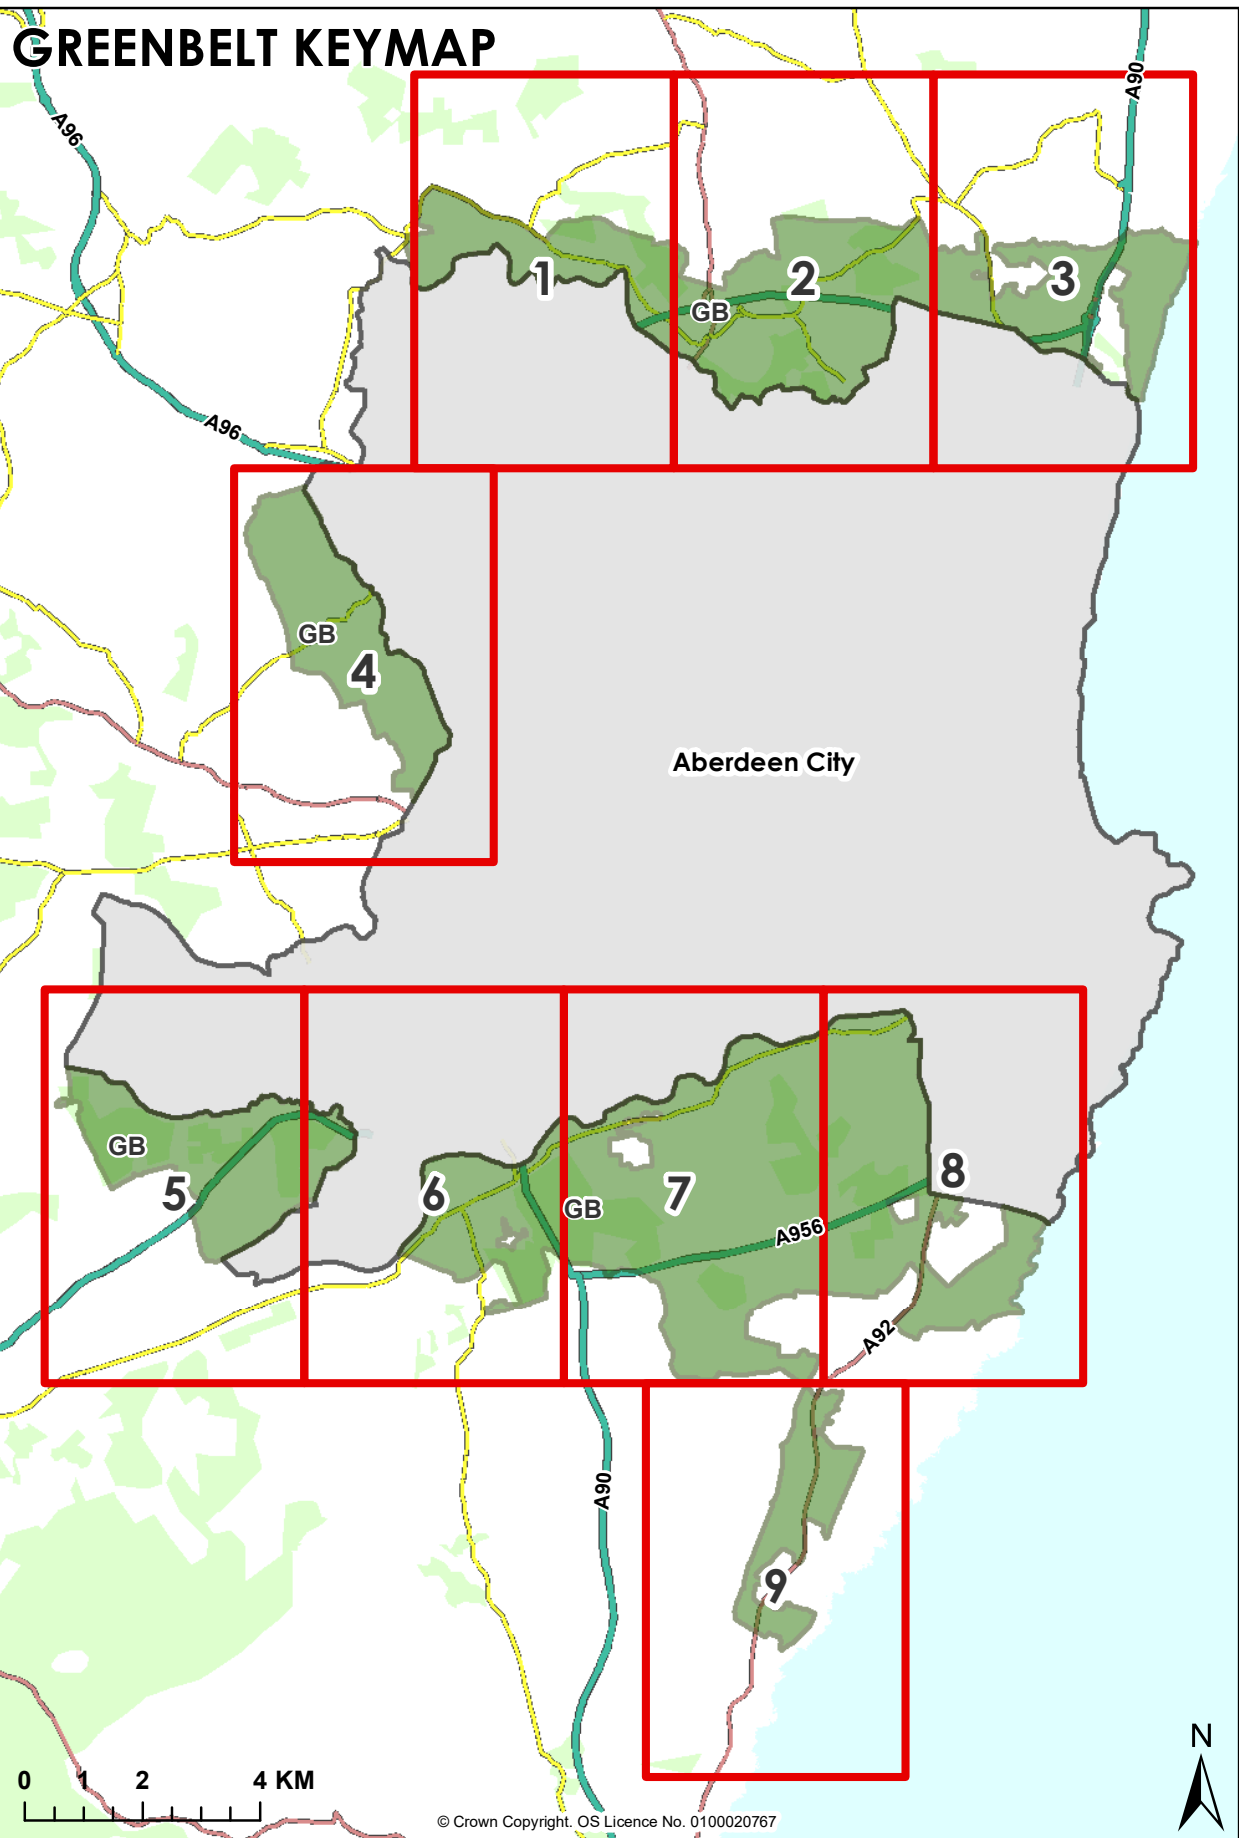 GREENBELT KEYMAP
A90
A96
1
2
3
GB
A96
GB
4
Aberdeen City
GB
5
6
GB
7
8
A956
A92
A90
9
N
0 1 2 4 KM
© Crown Copyright. OS Licence No. 0100020767